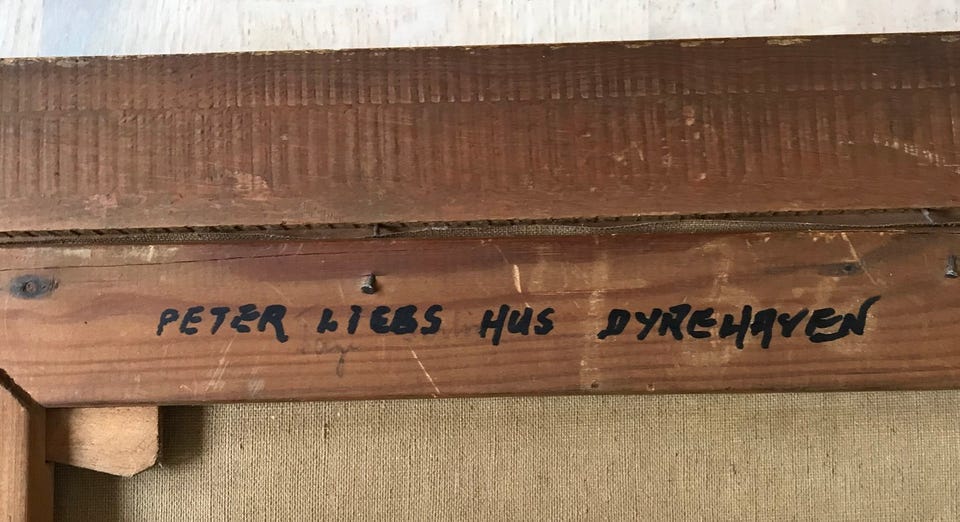 PETER LIEBS HUS DYREHAVEN